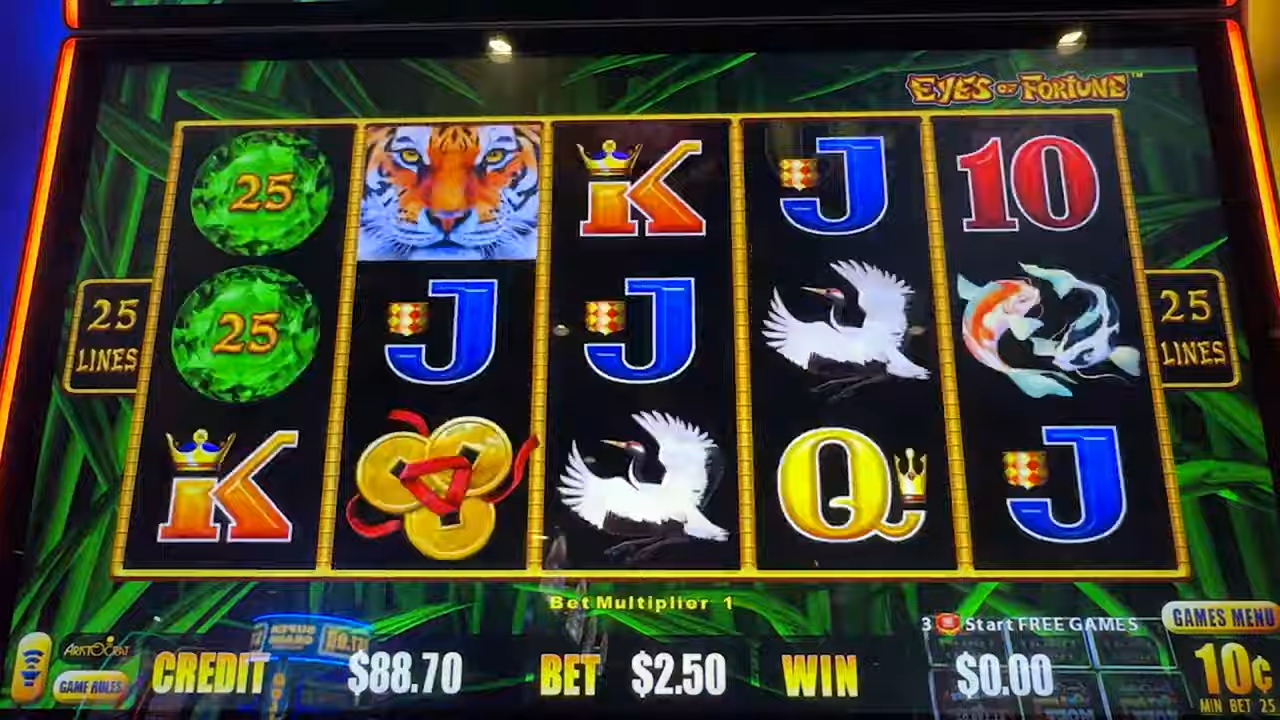 EYES OF FORTUNE™
25
K
J
10
25
25
LINES
J
J
25
LINES
K
Q
J
Bet Multiplier 1
3 Start FREE GAMES
GAMES MENU
ARISTOCRAT
GAME RULES
CREDIT $88.70 BET $2.50 WIN $0.00
10¢
MIN BET 25